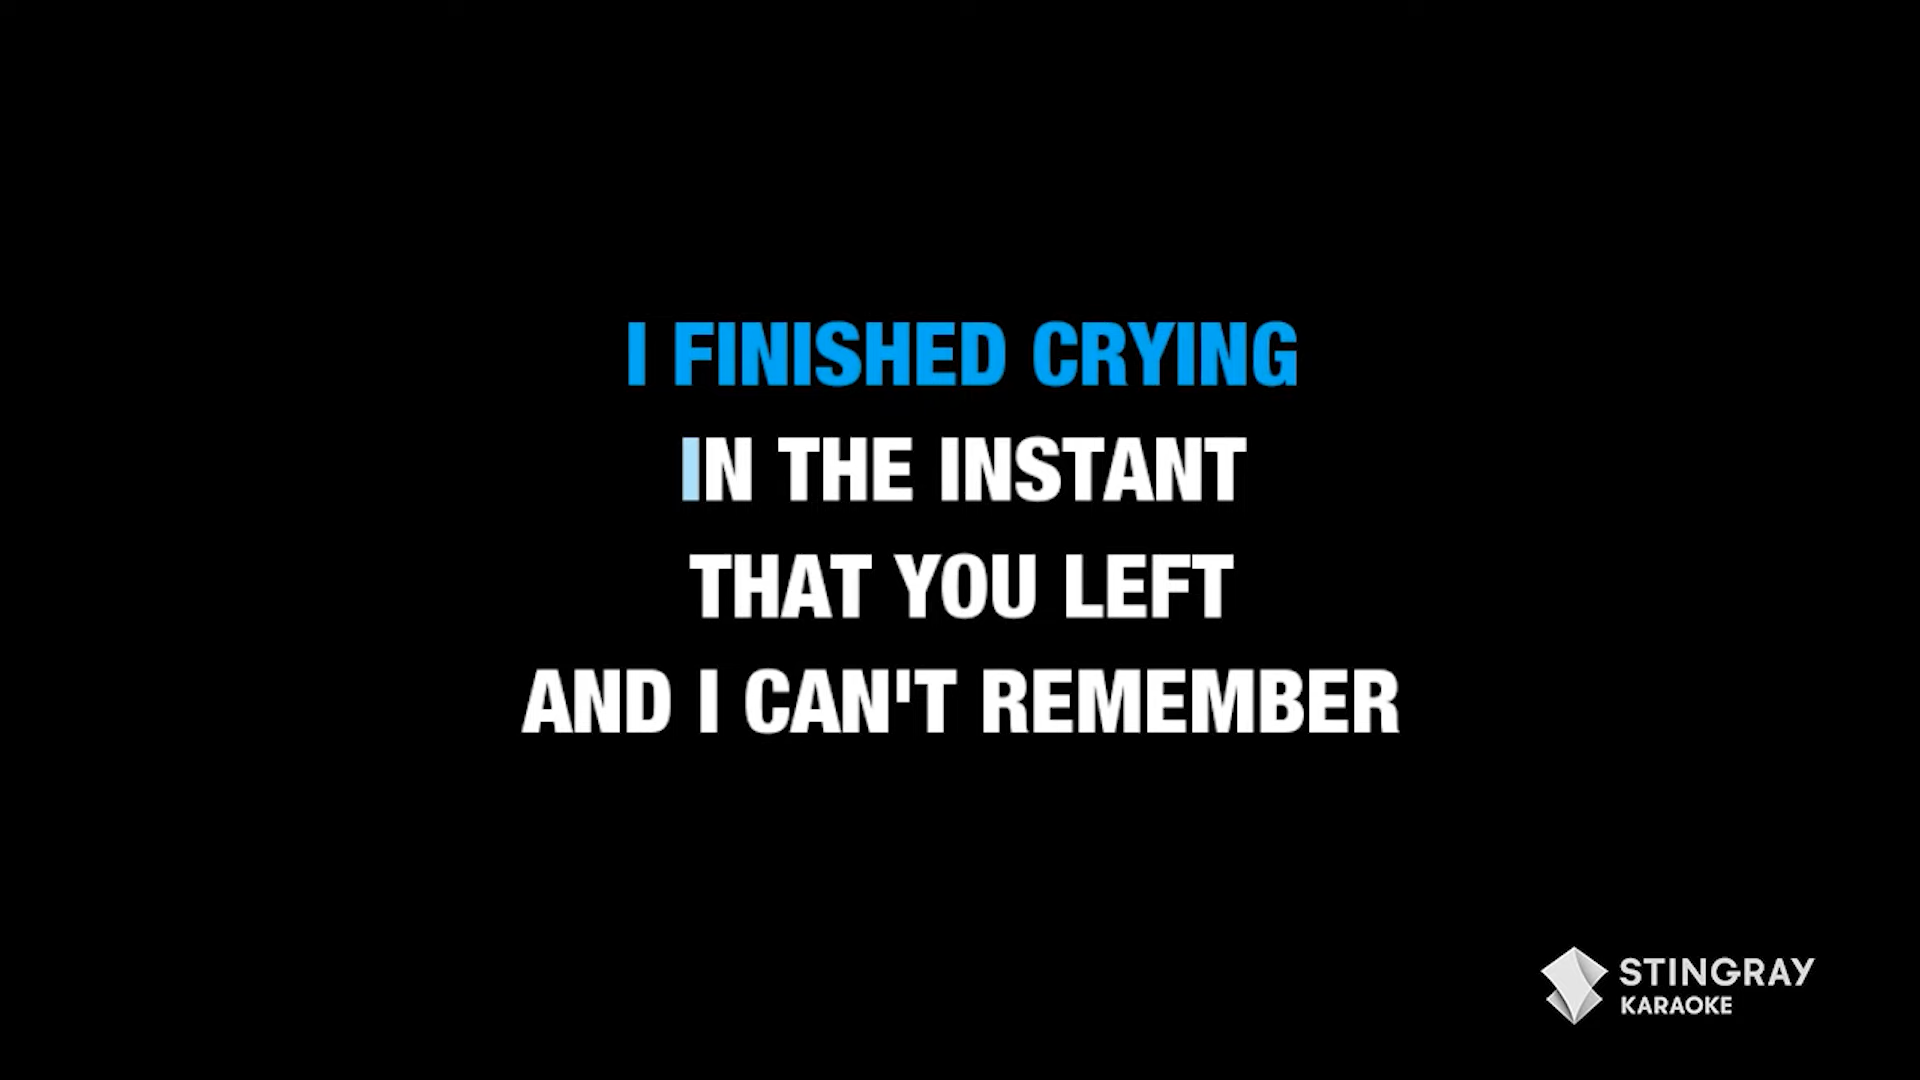 I FINISHED CRYING
IN THE INSTANT
THAT YOU LEFT
AND I CAN'T REMEMBER
STINGRAY
KARAOKE